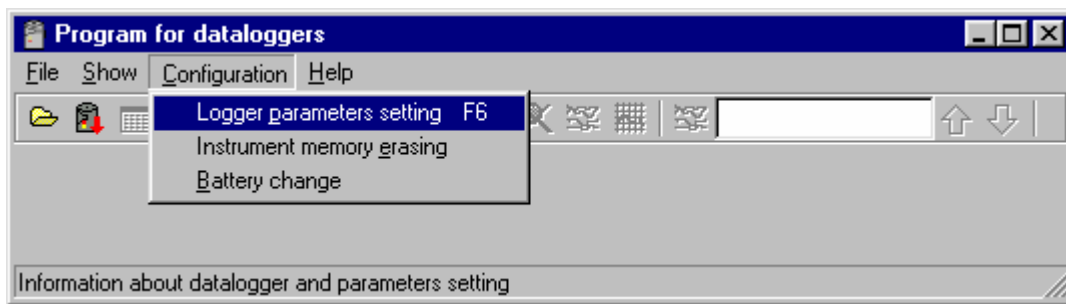 Program for dataloggers
File Show Configuration Help
Logger parameters setting F6
Instrument memory erasing
Battery change
Information about datalogger and parameters setting